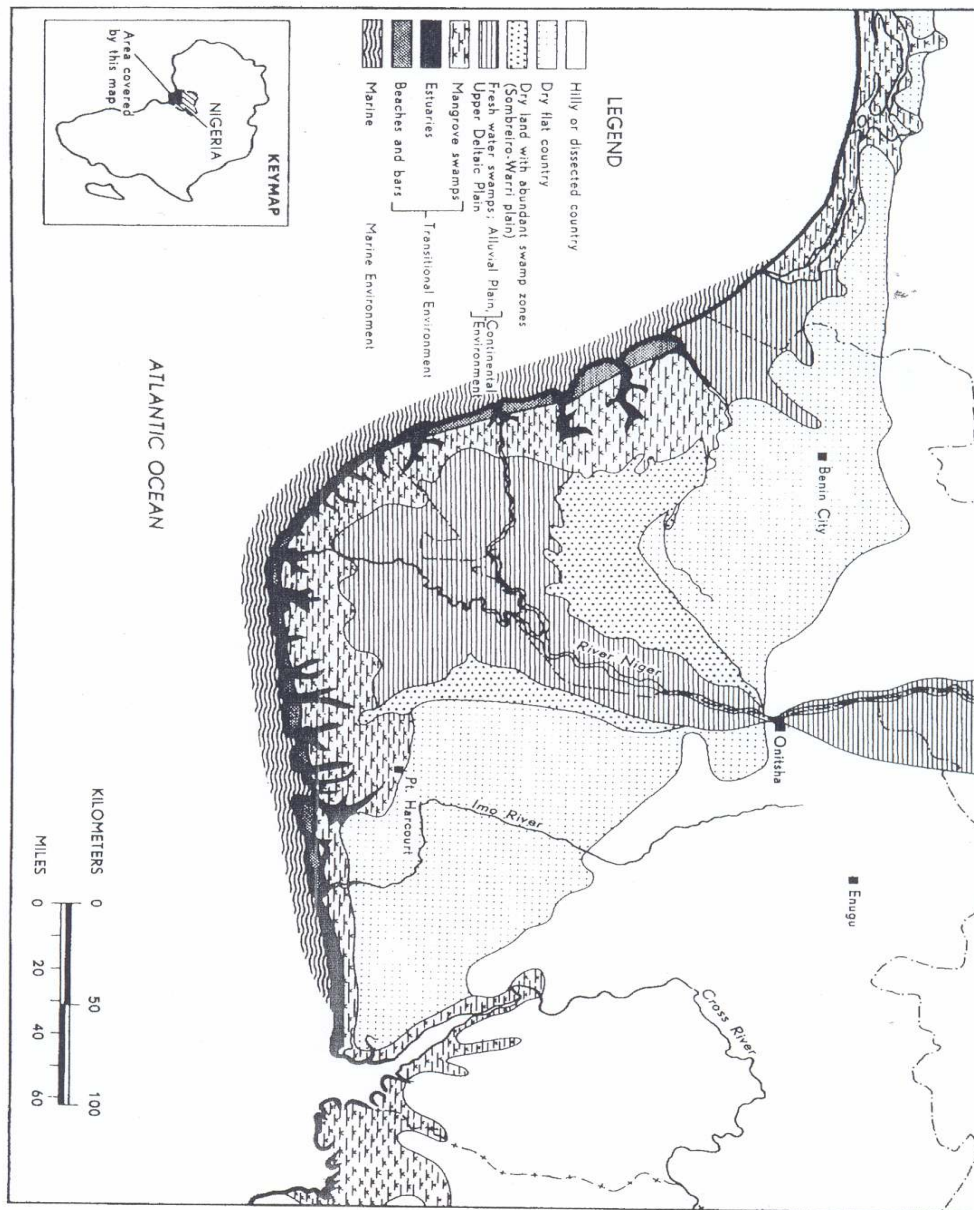 LEGEND
Hilly or dissected country
Dry flat country
Dry land with abundant swamp zones
(Sombreiro-Warri plain)
Fresh water swamps; Alluvial Plain, Continental
Upper Deltaic Plain Environment
Mangrove swamps
Estuaries Transitional Environment
Beaches and bars
Marine Marine Environment
KEYMAP
NIGERIA
Area covered
by this map
ATLANTIC OCEAN
Benin City
River Niger
Onitsha
Pt. Harcourt
Imo River
Enugu
Cross River
KILOMETERS
0 50 100
MILES
0 20 40 60